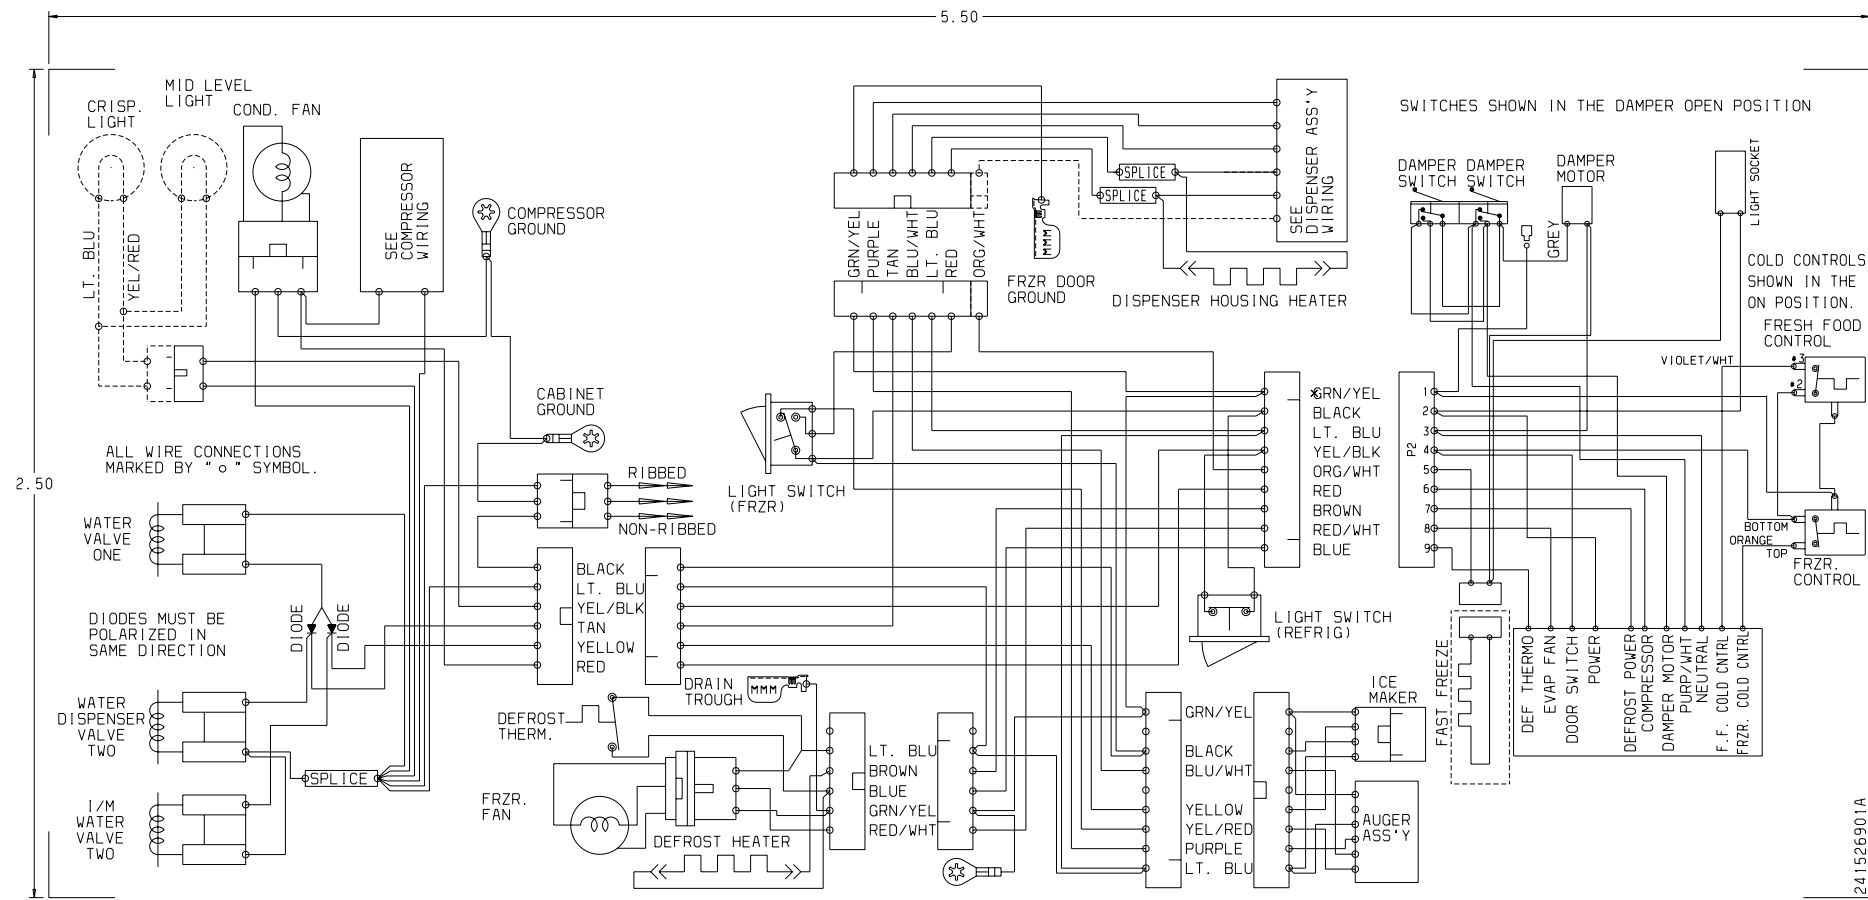 5.50
2.50
CRISP.
LIGHT
MID LEVEL
LIGHT
COND. FAN
SEE
COMPRESSOR
WIRING
COMPRESSOR
GROUND
LT. BLU
YEL/RED
CABINET
GROUND
ALL WIRE CONNECTIONS
MARKED BY "o" SYMBOL.
RIBBED
NON-RIBBED
WATER
VALVE
ONE
DIODE
DIODE
DIODES MUST BE
POLARIZED IN
SAME DIRECTION
WATER
DISPENSER
VALVE
TWO
SPLICE
I/M
WATER
VALVE
TWO
BLACK
LT. BLU
YEL/BLK
TAN
YELLOW
RED
GRN/YEL
PURPLE
TAN
BLU/WHT
LT. BLU
RED
ORG/WHT
FRZR DOOR
GROUND
SPLICE
SPLICE
SEE
DISPENSER ASS'Y
WIRING
DISPENSER HOUSING HEATER
LIGHT SWITCH
(FRZR)
GRN/YEL
BLACK
LT. BLU
YEL/BLK
ORG/WHT
RED
BROWN
RED/WHT
BLUE
LIGHT SWITCH
(REFRIG)
DRAIN
TROUGH
DEFROST
THERM.
FRZR.
FAN
DEFROST HEATER
LT. BLU
BROWN
BLUE
GRN/YEL
RED/WHT
GRN/YEL
BLACK
BLU/WHT
YELLOW
YEL/RED
PURPLE
LT. BLU
ICE
MAKER
AUGER
ASS'Y
SWITCHES SHOWN IN THE DAMPER OPEN POSITION
DAMPER
SWITCH
DAMPER
SWITCH
DAMPER
MOTOR
GREY
LIGHT SOCKET
COLD CONTROLS
SHOWN IN THE
ON POSITION.
FRESH FOOD
CONTROL
VIOLET/WHT
#3
#2
P2
1
2
3
4
5
6
7
8
9
BOTTOM
ORANGE
TOP
FRZR.
CONTROL
FAST FREEZE
DEF THERMO
EVAP FAN
DOOR SWITCH
POWER
DEFROST POWER
COMPRESSOR
DAMPER MOTOR
PURP/WHT
NEUTRAL
F.F. COLD CNTRL
FRZR. COLD CNTRL
241526901A